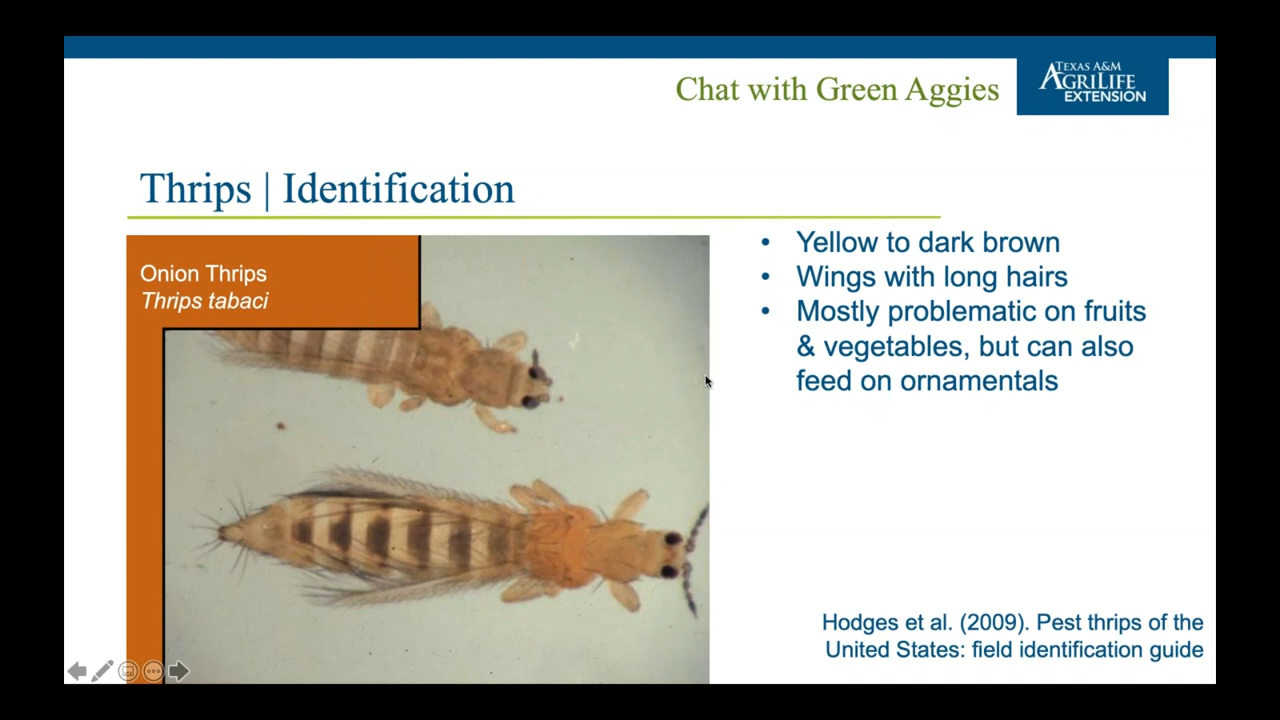 Chat with Green Aggies
TEXAS A&M
AGRILIFE
EXTENSION
Thrips | Identification
Onion Thrips
Thrips tabaci
• Yellow to dark brown
• Wings with long hairs
• Mostly problematic on fruits
& vegetables, but can also
feed on ornamentals
Hodges et al. (2009). Pest thrips of the
United States: field identification guide